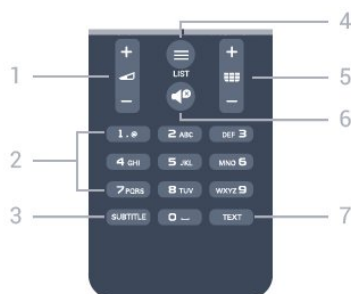 4
+
+
1
LIST
5
−
−
6
1.@ 2 ABC DEF 3
2
4 GHI 5 JKL MNO 6
7 PQRS 8 TUV WXYZ 9
3
SUBTITLE 0 TEXT
7